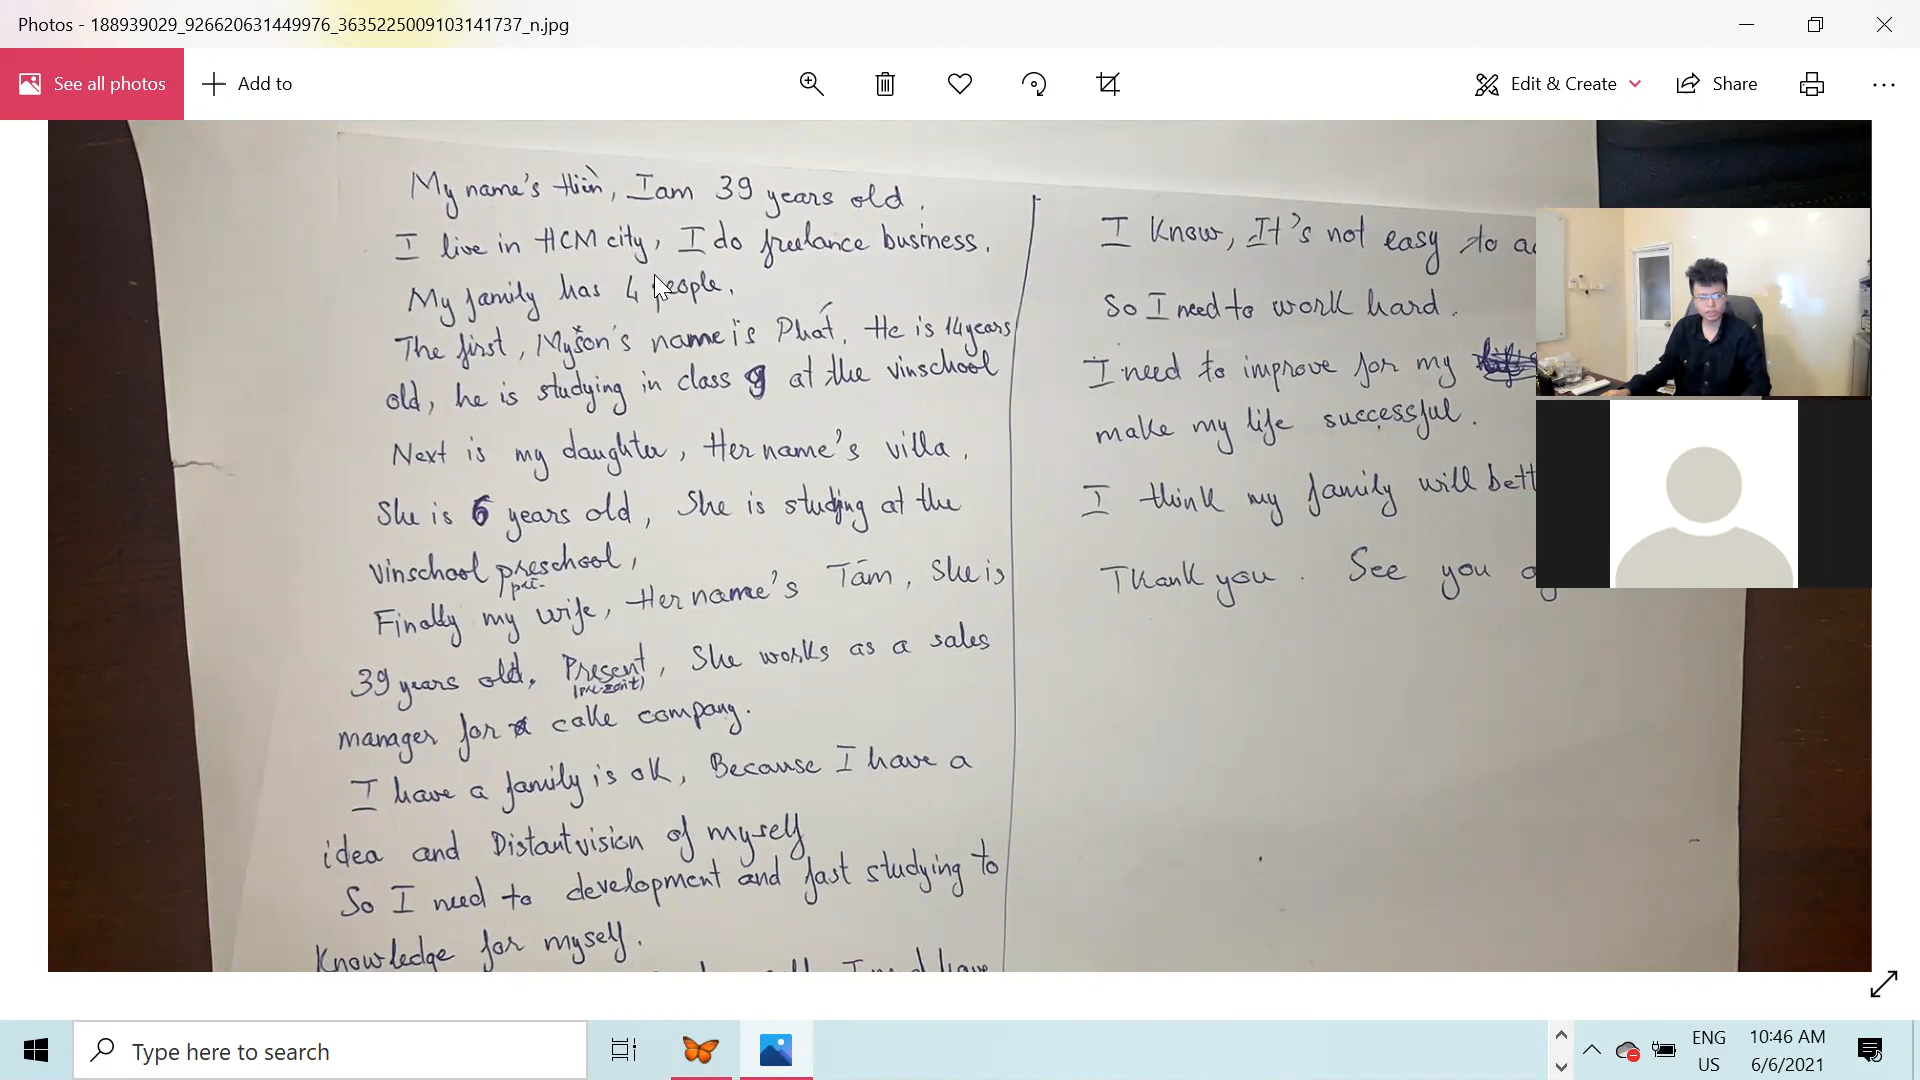 Photos - 188939029_926620631449976_3635225009103141737_n.jpg
See all photos
Add to
Edit & Create
Share
My name's Hiền, I am 39 years old.
I live in HCM city, I do freelance business.
My family has 4 people.
The first, My son's name is Phát. He is 14 years
old, he is studying in class 9 at the vinschool
Next is my daughter, Her name's villa.
She is 6 years old, She is studing at the
vinschool preschool,
pri-
Finally my wife, Her name's Tâm, She is
39 years old. Present, She works as a sales
manager for cake company.
I have a family is ok, Because I have a
idea and Distant vision of myself
So I need to development and fast studying to
Knowledge for myself.
I need have
I Know, It's not easy to
So I need to work hard.
I need to improve for my
make my life successful.
I think my family will bett
Thank you. See you
Type here to search
ENG
US
10:46 AM
6/6/2021